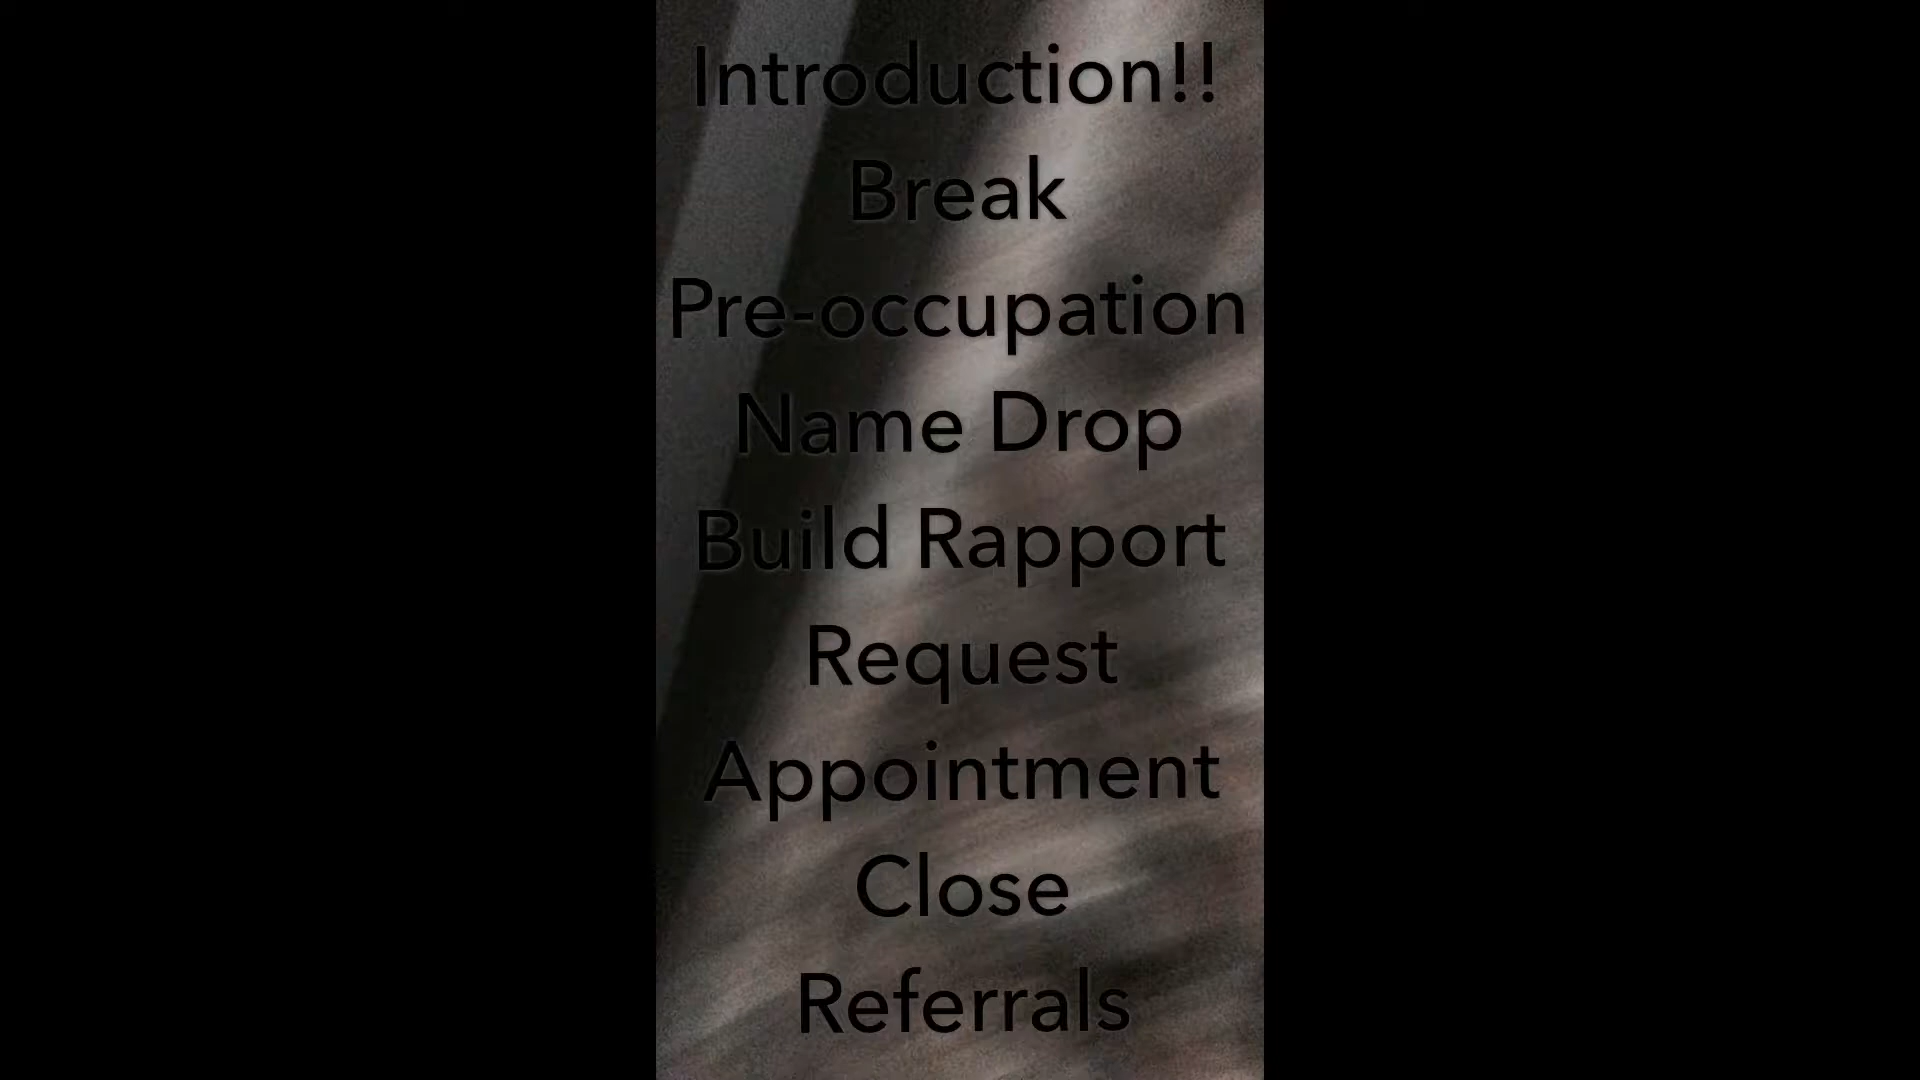 Introduction!!
Break
Pre-occupation
Name Drop
Build Rapport
Request
Appointment
Close
Referrals